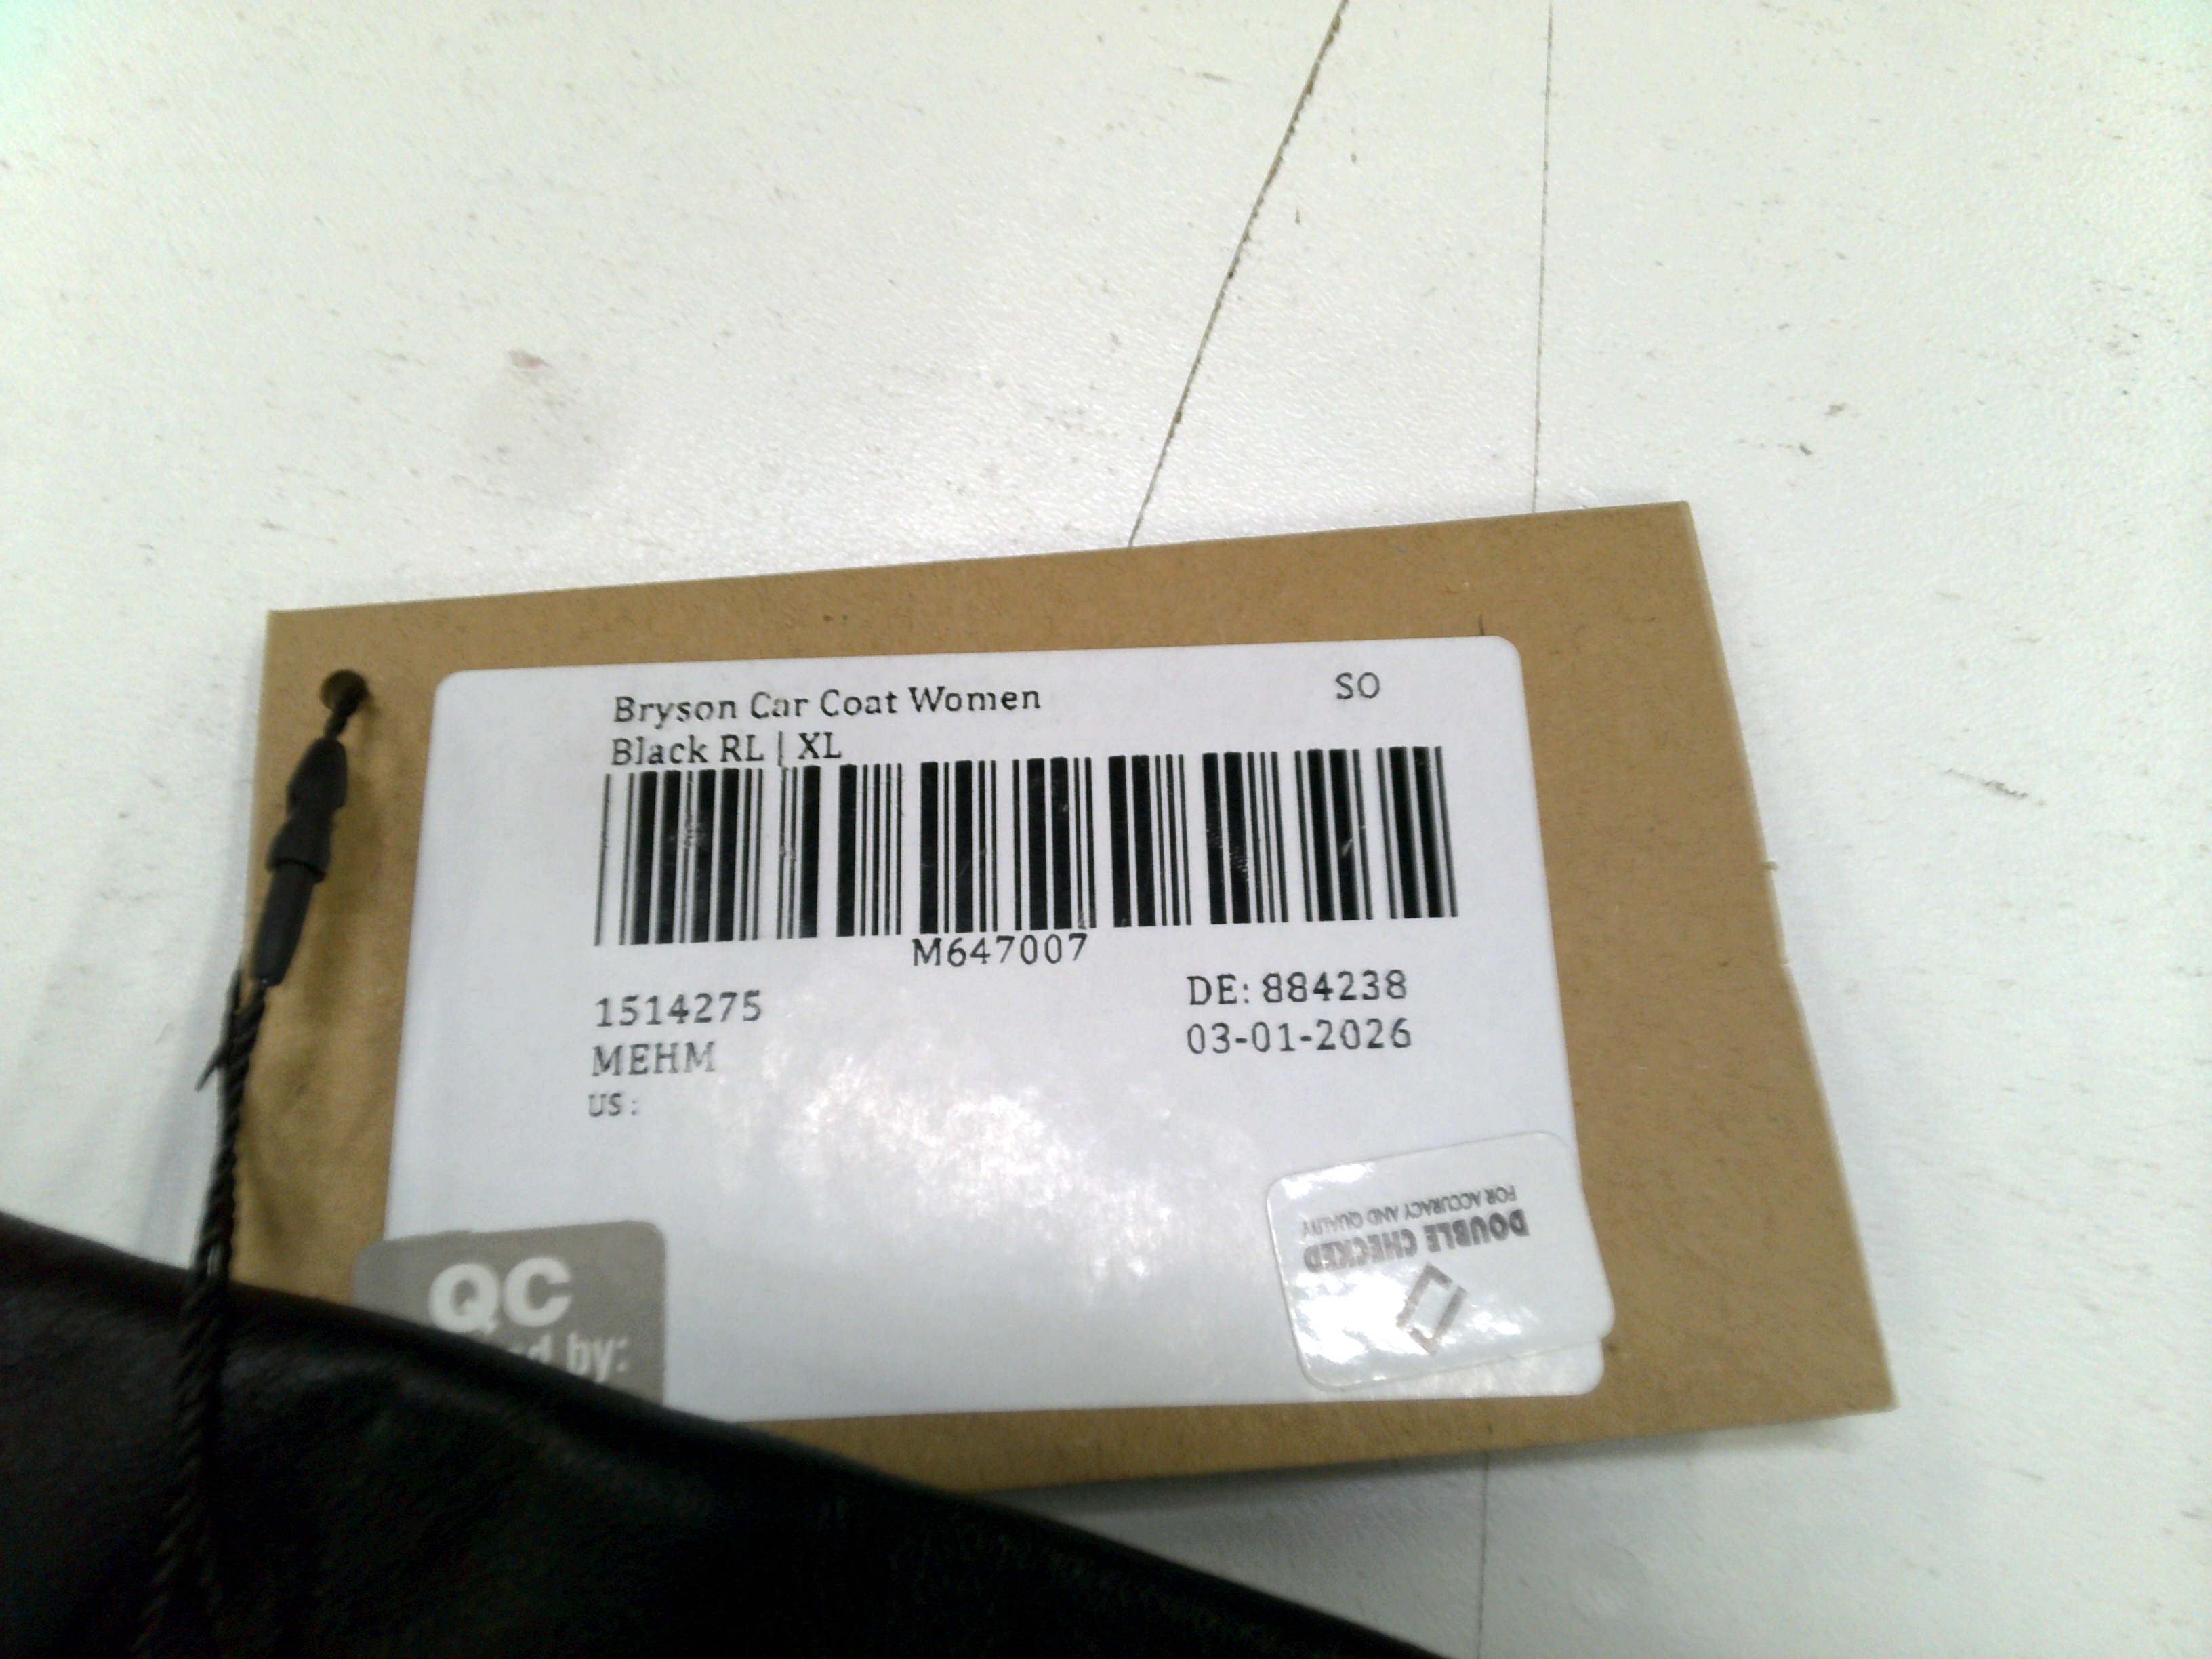 Bryson Car Coat Women
SO
Black RL | XL
M647007
1514275
DE: 884238
MEHM
03-01-2026
US :
DOUBLE CHECKED
FOR ACCURACY AND QUALITY
QC
by: